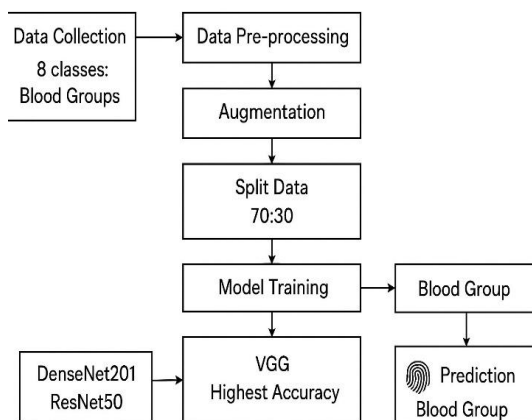 Data Collection
8 classes:
Blood Groups
Data Pre-processing
Augmentation
Split Data
70:30
Model Training
Blood Group
DenseNet201
ResNet50
VGG
Highest Accuracy
Prediction
Blood Group